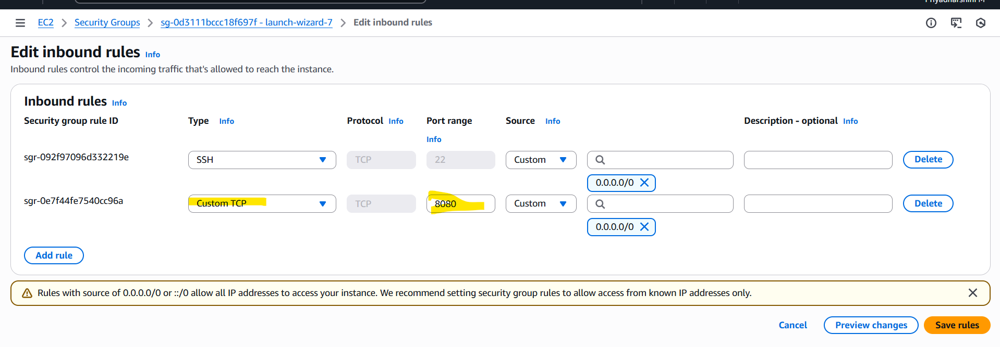 EC2 > Security Groups > sg-0d3111bccc18f697f - launch-wizard-7 > Edit inbound rules
Edit inbound rules Info
Inbound rules control the incoming traffic that's allowed to reach the instance.
Inbound rules Info
Security group rule ID Type Info Protocol Info Port range Info Source Info Description - optional Info
sgr-092f97096d332219e SSH TCP 22 Custom Delete
0.0.0.0/0
sgr-0e7f44fe7540cc96a Custom TCP TCP 8080 Custom Delete
0.0.0.0/0
Add rule
Rules with source of 0.0.0.0/0 or ::/0 allow all IP addresses to access your instance. We recommend setting security group rules to allow access from known IP addresses only.
Cancel Preview changes Save rules